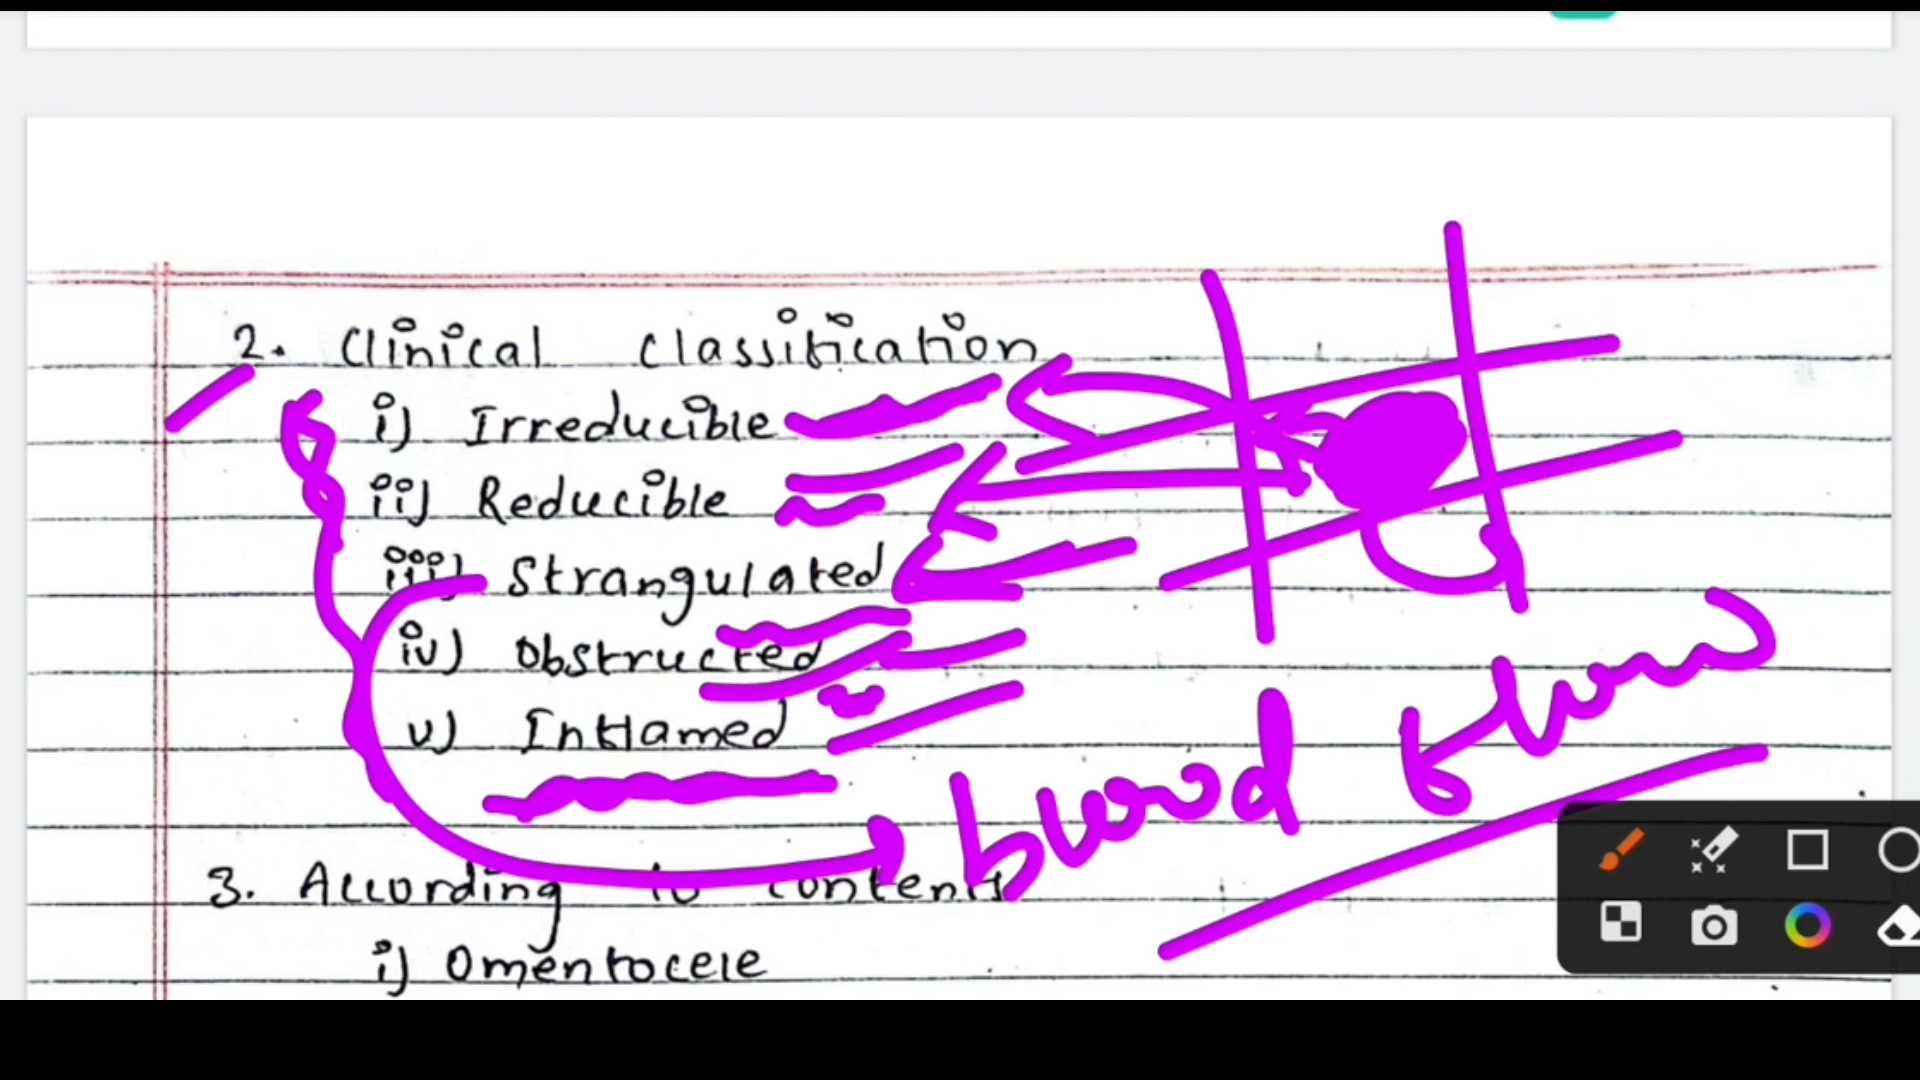 2. Clinical classification
i) Irreducible
ii) Reducible
iii) Strangulated
iv) Obstructed
v) Inflamed
blood flow
3. According to contents
i) Omentocele